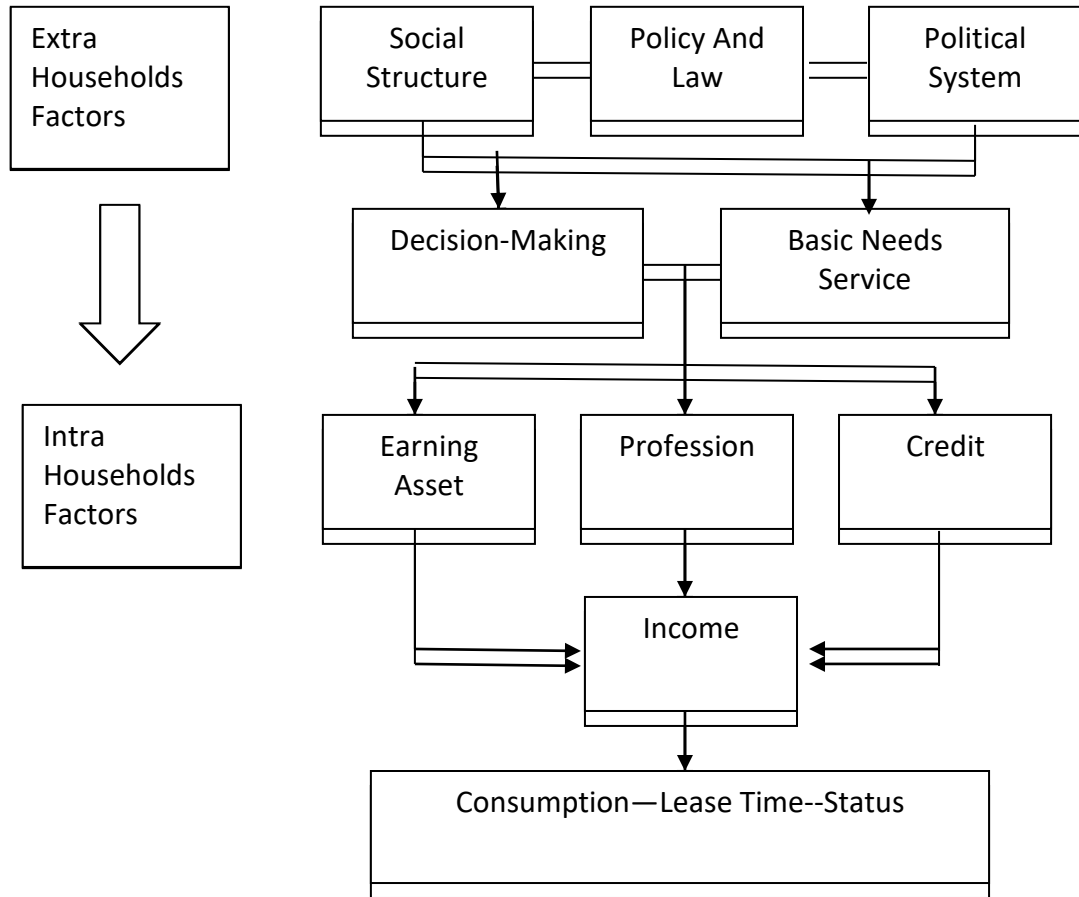 Extra
Households
Factors
Social
Structure
Policy And
Law
Political
System
Decision-Making
Basic Needs
Service
Intra
Households
Factors
Earning
Asset
Profession
Credit
Income
Consumption—Lease Time--Status